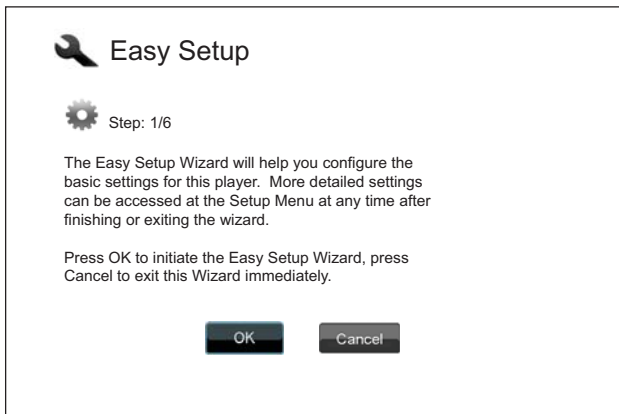 Easy Setup
Step: 1/6
The Easy Setup Wizard will help you configure the
basic settings for this player.  More detailed settings
can be accessed at the Setup Menu at any time after
finishing or exiting the wizard.
Press OK to initiate the Easy Setup Wizard, press
Cancel to exit this Wizard immediately.
OK Cancel